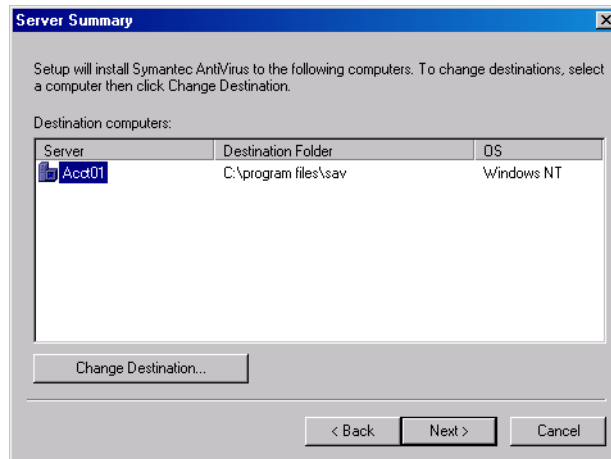 Server Summary
Setup will install Symantec AntiVirus to the following computers. To change destinations, select
a computer then click Change Destination.
Destination computers:
Server Destination Folder OS
Acct01 C:\program files\sav Windows NT
Change Destination...
< Back Next > Cancel